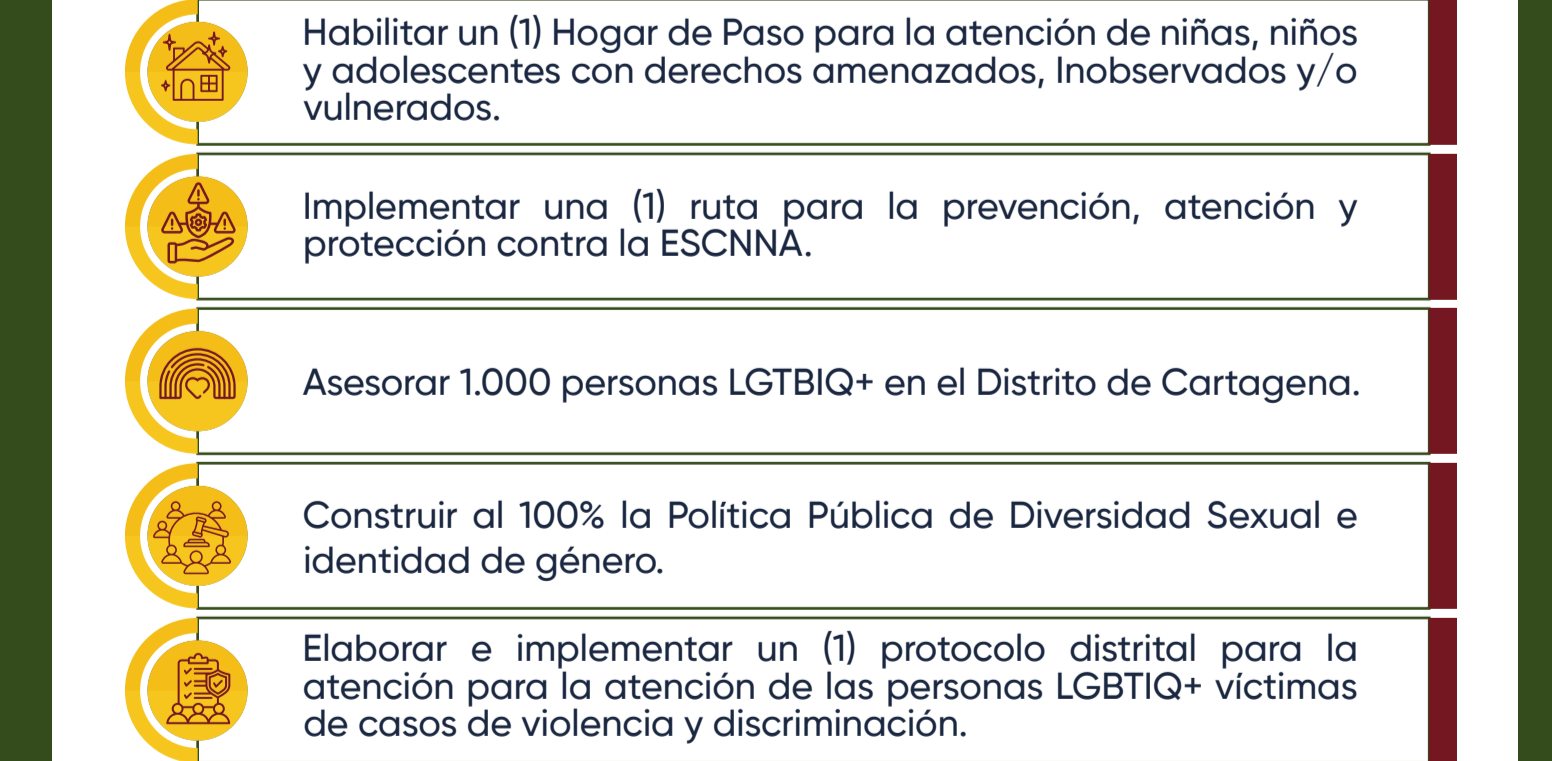 Habilitar un (1) Hogar de Paso para la atención de niñas, niños
y adolescentes con derechos amenazados, Inobservados y/o
vulnerados.
Implementar una (1) ruta para la prevención, atención y
protección contra la ESCNNA.
Asesorar 1.000 personas LGTBIQ+ en el Distrito de Cartagena.
Construir al 100% la Política Pública de Diversidad Sexual e
identidad de género.
Elaborar e implementar un (1) protocolo distrital para la
atención para la atención de las personas LGBTIQ+ víctimas
de casos de violencia y discriminación.